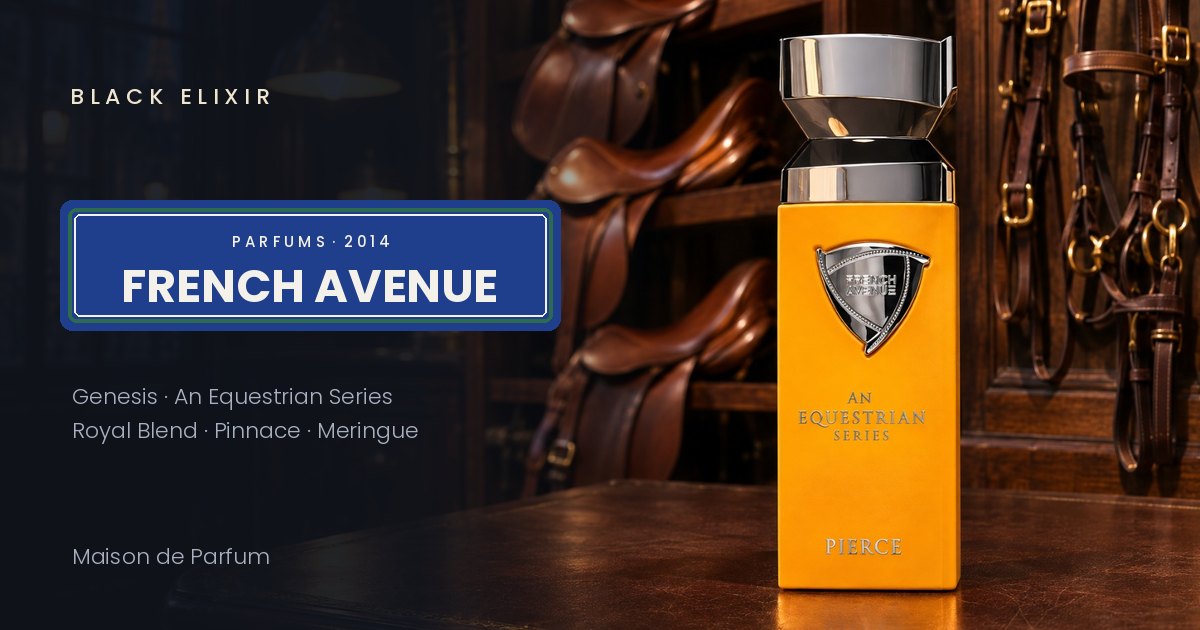 BLACK ELIXIR
PARFUMS · 2014
FRENCH AVENUE
Genesis · An Equestrian Series
Royal Blend · Pinnace · Meringue
Maison de Parfum
FRENCH
AVENUE
AN
EQUESTRIAN
SERIES
PIERCE